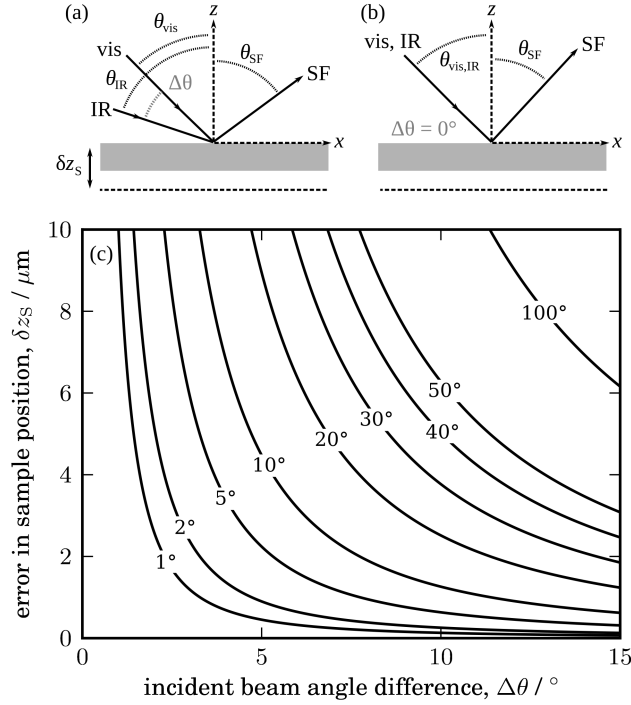 (a)
z
θvis
vis
θSF
θIR
Δθ
SF
IR
x
δzS
(b)
z
vis, IR
θSF
θvis,IR
SF
Δθ = 0°
x
(c)
error in sample position, δzS / μm
10
8
6
4
2
0
100°
50°
40°
30°
20°
10°
5°
2°
1°
0 5 10 15
incident beam angle difference, Δθ / °